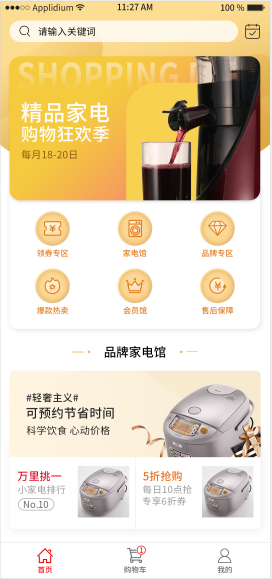 Applidium 11:27 AM 100 %
请输入关键词
SHOPPING
精品家电
购物狂欢季
每月18-20日
领券专区 家电馆 品牌专区
爆款热卖 会员馆 售后保障
品牌家电馆
#轻奢主义#
可预约节省时间
科学饮食 心动价格
万里挑一
小家电排行
No.10
5折抢购
每日10点抢
专享6折券
首页 购物车 1 我的